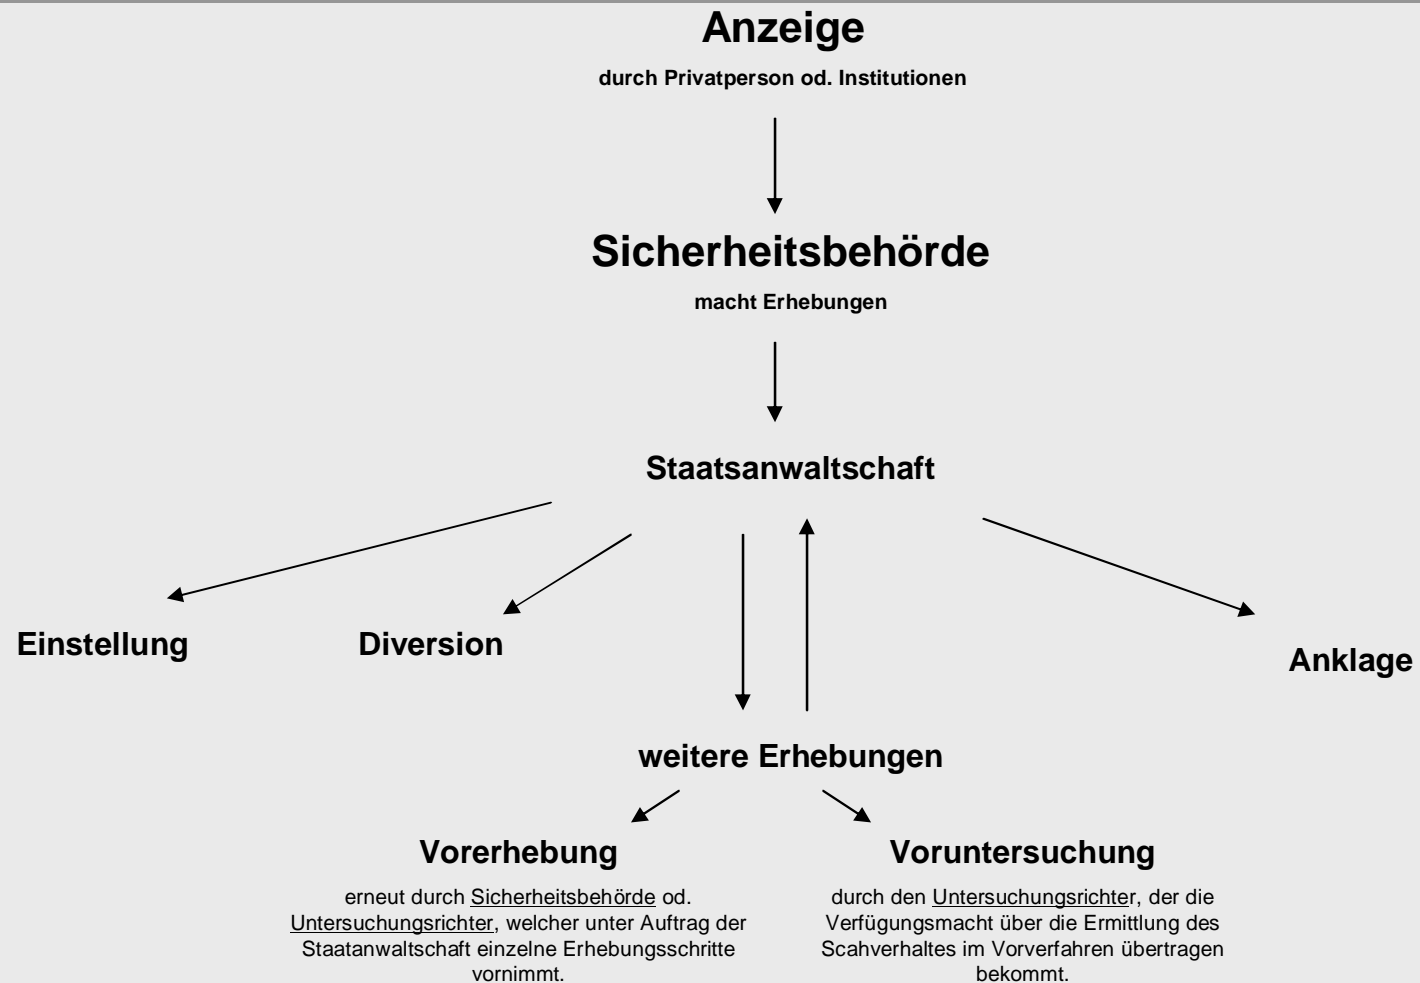 Anzeige
durch Privatperson od. Institutionen
Sicherheitsbehörde
macht Erhebungen
Staatsanwaltschaft
Einstellung
Diversion
Anklage
weitere Erhebungen
Vorerhebung
erneut durch Sicherheitsbehörde od.
Untersuchungsrichter, welcher unter Auftrag der
Staatanwaltschaft einzelne Erhebungsschritte
vornimmt.
Voruntersuchung
durch den Untersuchungsrichter, der die
Verfügungsmacht über die Ermittlung des
Scahverhaltes im Vorverfahren übertragen
bekommt.